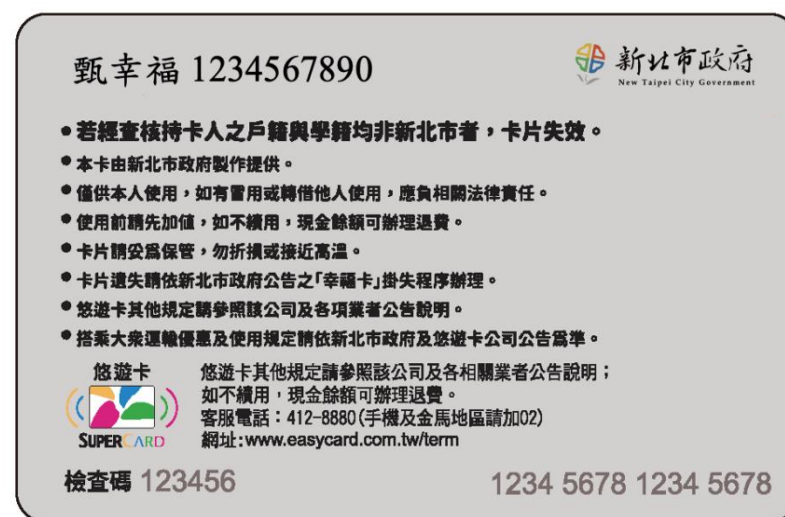 甄幸福 1234567890
新北市政府
New Taipei City Government
●若經查核持卡人之戶籍與學籍均非新北市者，卡片失效。
●本卡由新北市政府製作提供。
●僅供本人使用，如有冒用或轉借他人使用，應負相關法律責任。
●使用前請先加值，如不續用，現金餘額可辦理退費。
●卡片請妥為保管，勿折損或接近高溫。
●卡片遺失請依新北市政府公告之「幸福卡」掛失程序辦理。
●悠遊卡其他規定請參照該公司及各項業者公告說明。
●搭乘大眾運輸優惠及使用規定請依新北市政府及悠遊卡公司公告為準。
悠遊卡
SUPERCARD
悠遊卡其他規定請參照該公司及各相關業者公告說明；
如不續用，現金餘額可辦理退費。
客服電話：412-8880(手機及金馬地區請加02)
網址:www.easycard.com.tw/term
檢查碼 123456
1234 5678 1234 5678